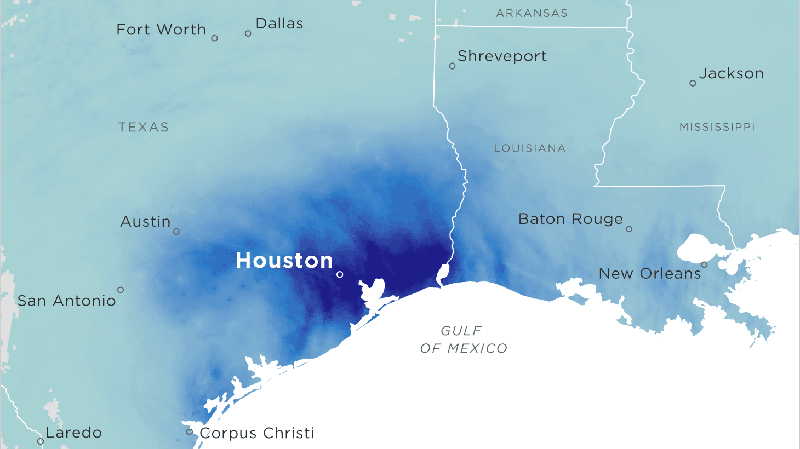 ARKANSAS
Dallas
Fort Worth
Shreveport
Jackson
TEXAS
MISSISSIPPI
LOUISIANA
Austin
Baton Rouge
Houston
New Orleans
San Antonio
GULF
OF MEXICO
Laredo
Corpus Christi